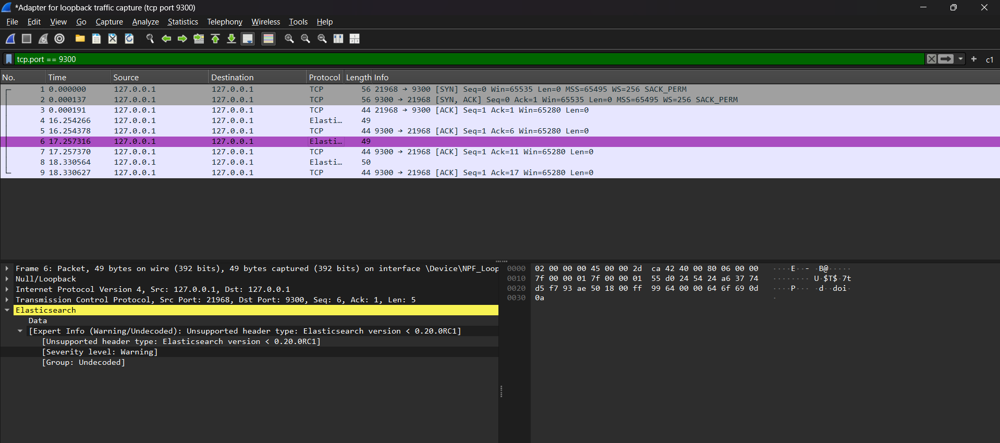 *Adapter for loopback traffic capture (tcp port 9300)
File Edit View Go Capture Analyze Statistics Telephony Wireless Tools Help
tcp.port == 9300 + c1
No. Time Source Destination Protocol Length Info
1 0.000000 127.0.0.1 127.0.0.1 TCP 56 21968 → 9300 [SYN] Seq=0 Win=65535 Len=0 MSS=65495 WS=256 SACK_PERM
2 0.000137 127.0.0.1 127.0.0.1 TCP 56 9300 → 21968 [SYN, ACK] Seq=0 Ack=1 Win=65535 Len=0 MSS=65495 WS=256 SACK_PERM
3 0.000191 127.0.0.1 127.0.0.1 TCP 44 21968 → 9300 [ACK] Seq=1 Ack=1 Win=65280 Len=0
4 16.254266 127.0.0.1 127.0.0.1 Elasti… 49
5 16.254378 127.0.0.1 127.0.0.1 TCP 44 9300 → 21968 [ACK] Seq=1 Ack=6 Win=65280 Len=0
6 17.257316 127.0.0.1 127.0.0.1 Elasti… 49
7 17.257370 127.0.0.1 127.0.0.1 TCP 44 9300 → 21968 [ACK] Seq=1 Ack=11 Win=65280 Len=0
8 18.330564 127.0.0.1 127.0.0.1 Elasti… 50
9 18.330627 127.0.0.1 127.0.0.1 TCP 44 9300 → 21968 [ACK] Seq=1 Ack=17 Win=65280 Len=0
Frame 6: Packet, 49 bytes on wire (392 bits), 49 bytes captured (392 bits) on interface \Device\NPF_Loop
Null/Loopback
Internet Protocol Version 4, Src: 127.0.0.1, Dst: 127.0.0.1
Transmission Control Protocol, Src Port: 21968, Dst Port: 9300, Seq: 6, Ack: 1, Len: 5
Elasticsearch
Data
[Expert Info (Warning/Undecoded): Unsupported header type: Elasticsearch version < 0.20.0RC1]
[Unsupported header type: Elasticsearch version < 0.20.0RC1]
[Severity level: Warning]
[Group: Undecoded]
0000 02 00 00 00 45 00 00 2d ca 42 40 00 80 06 00 00 ····E··- ·B@·····
0010 7f 00 00 01 7f 00 00 01 55 d0 24 54 24 a6 37 74 ········ U·$T$·7t
0020 d5 f7 93 ae 50 18 00 ff 99 64 00 00 64 6f 69 0d ····P··· ·d··doi·
0030 0a ·